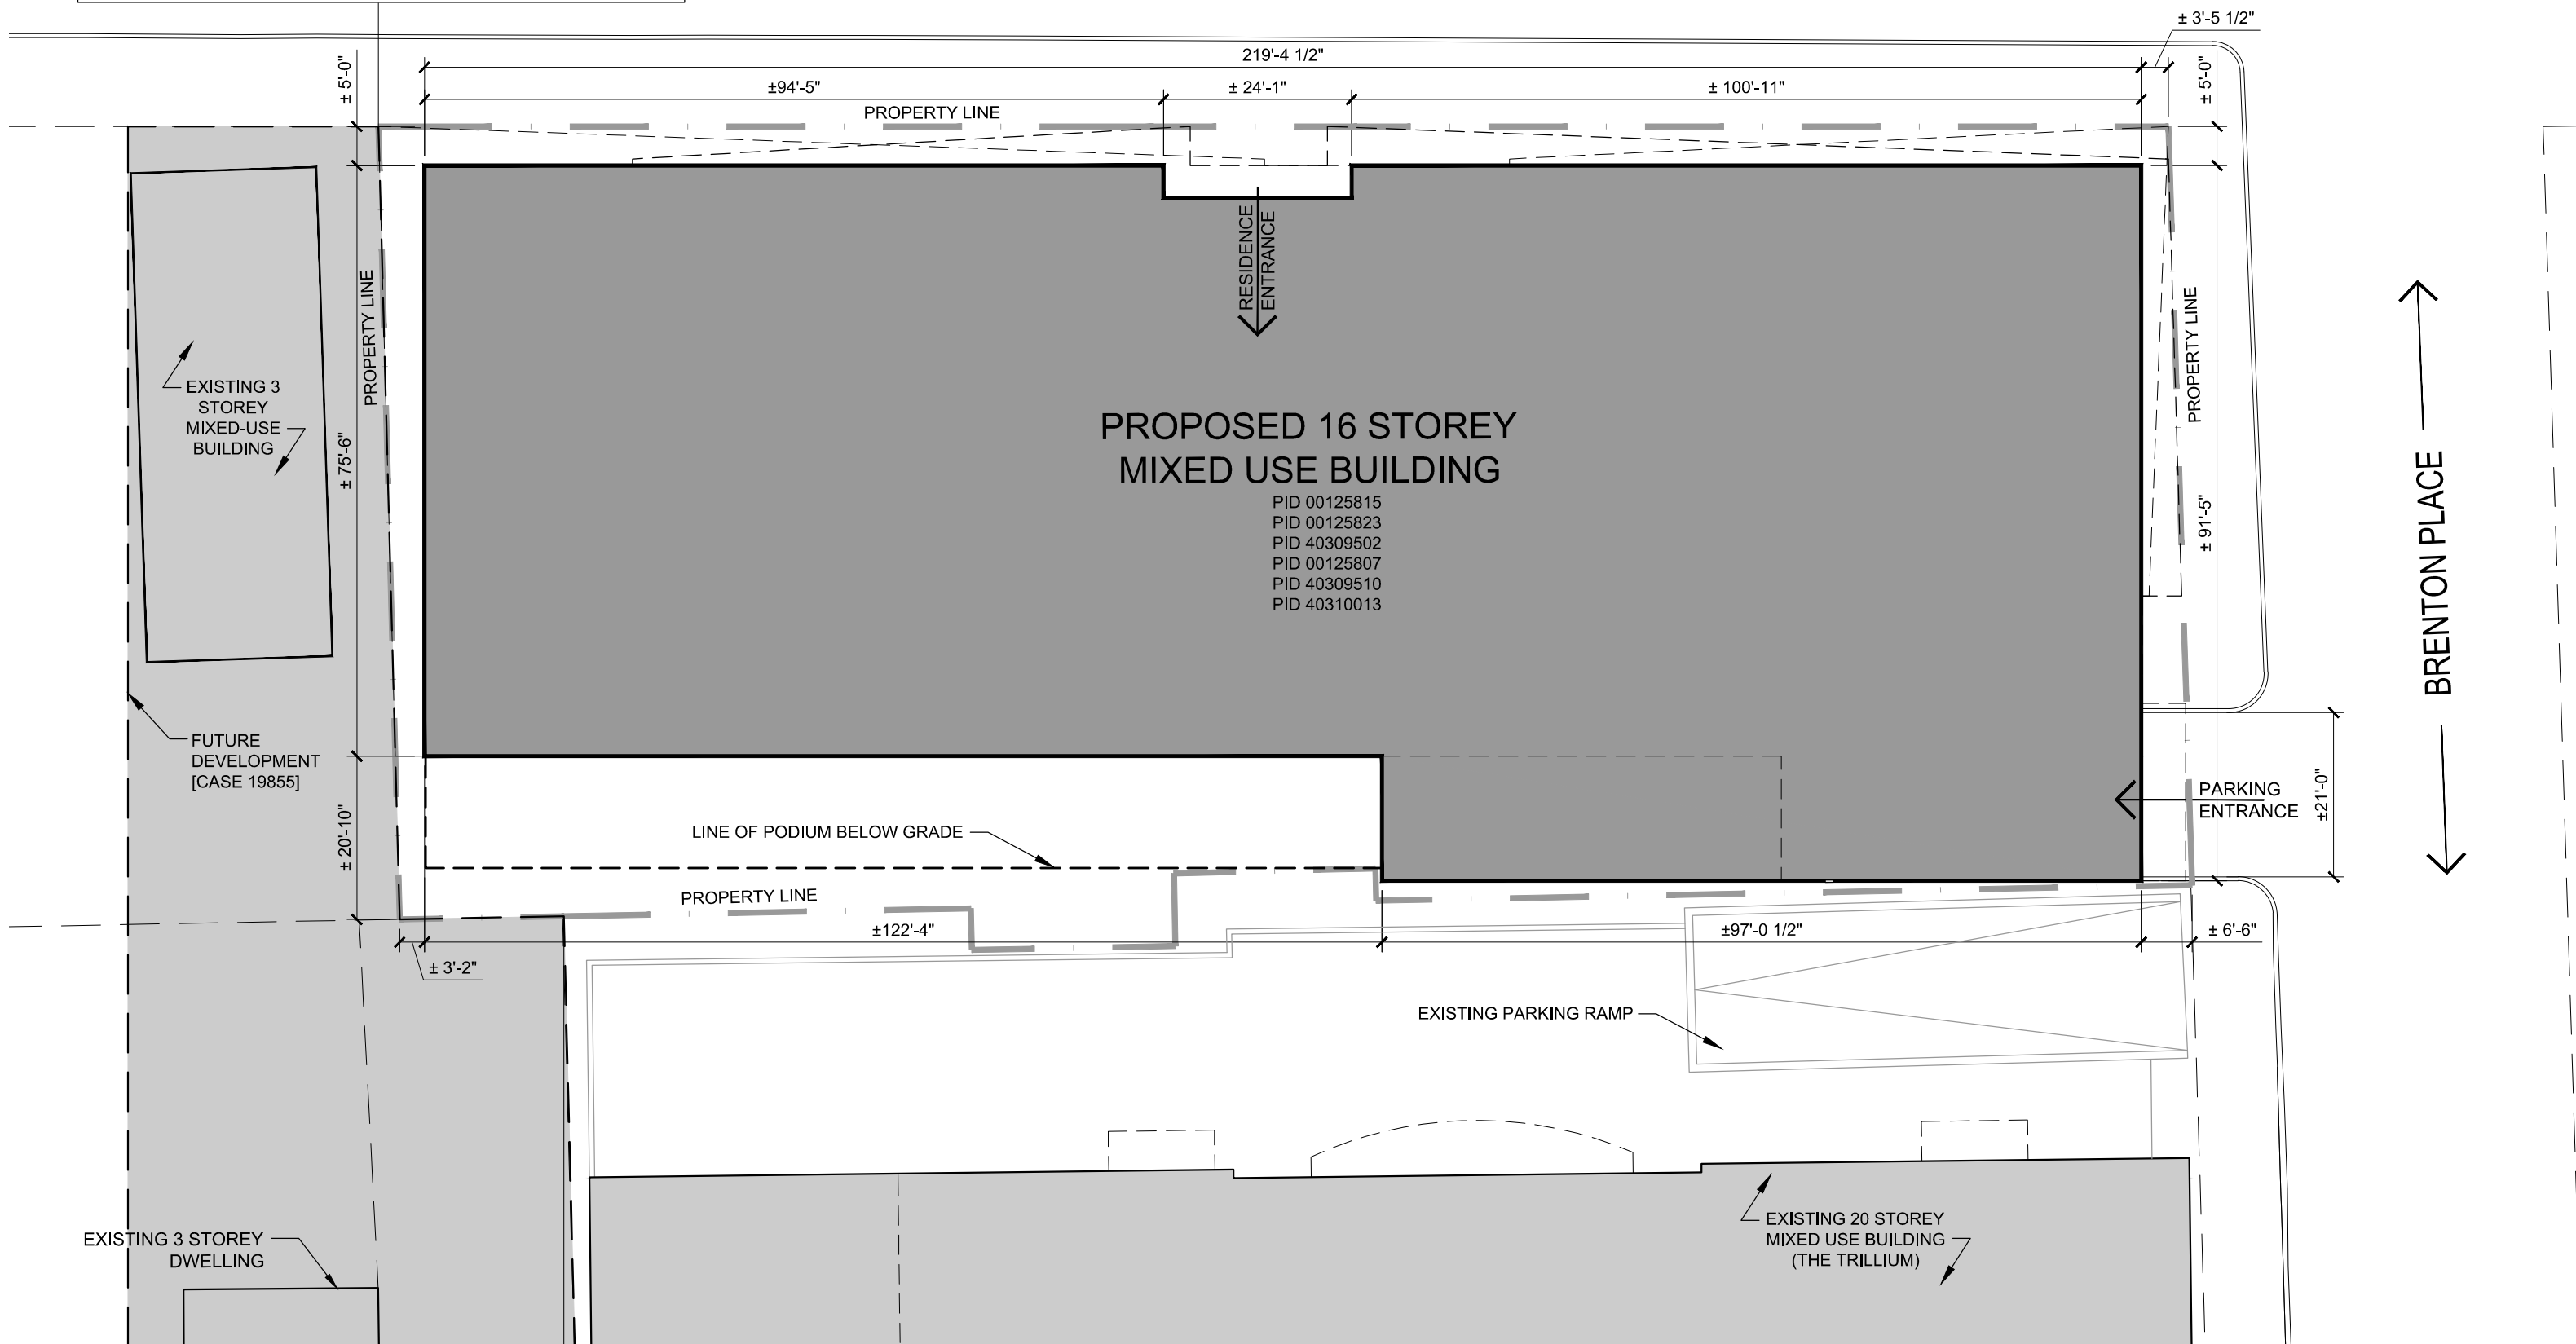 ± 3'-5 1/2"
219'-4 1/2"
± 5'-0"
±94'-5"
± 24'-1"
± 100'-11"
± 5'-0"
PROPERTY LINE
RESIDENCE
ENTRANCE
PROPERTY LINE
PROPERTY LINE
EXISTING 3
STOREY
MIXED-USE
BUILDING
± 75'-6"
PROPOSED 16 STOREY
MIXED USE BUILDING
PID 00125815
PID 00125823
PID 40309502
PID 00125807
PID 40309510
PID 40310013
± 91'-5"
BRENTON PLACE
FUTURE
DEVELOPMENT
[CASE 19855]
± 20'-10"
LINE OF PODIUM BELOW GRADE
PARKING
ENTRANCE
±21'-0"
PROPERTY LINE
±122'-4"
±97'-0 1/2"
± 6'-6"
± 3'-2"
EXISTING PARKING RAMP
EXISTING 3 STOREY
DWELLING
EXISTING 20 STOREY
MIXED USE BUILDING
(THE TRILLIUM)